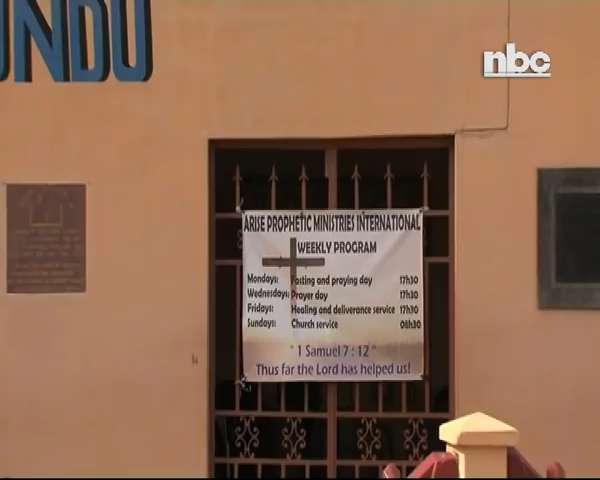 UNDU
nbc
ARISE PROPHETIC MINISTRIES INTERNATIONAL
WEEKLY PROGRAM
Mondays: Fasting and praying day 17h30
Wednesdays: Prayer day 17h30
Fridays: Healing and deliverance service 17h30
Sundays: Church service 08h30
" 1 Samuel 7 : 12 "
Thus far the Lord has helped us!